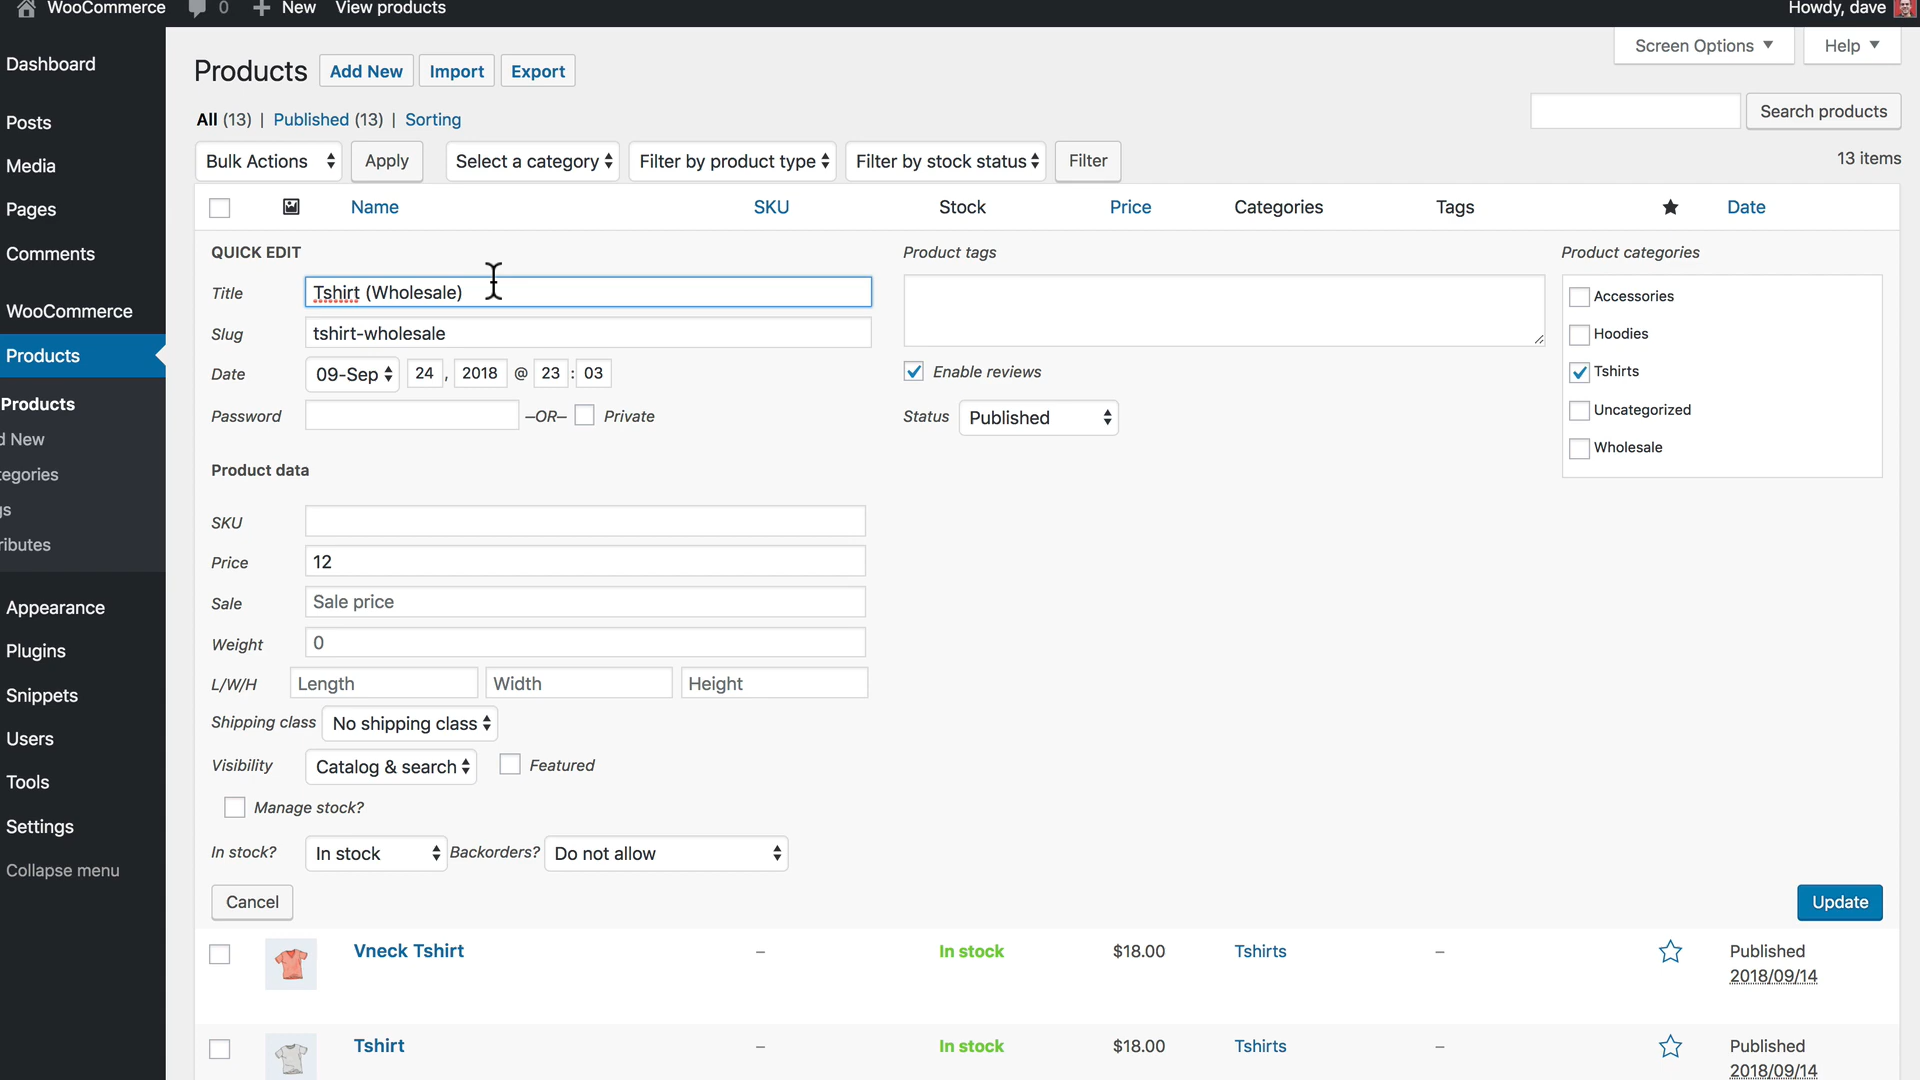 WooCommerce 0 New View products Howdy, dave
Screen Options Help
Dashboard
Posts
Media
Pages
Comments
WooCommerce
Products
Products
d New
tegories
gs
ributes
Appearance
Plugins
Snippets
Users
Tools
Settings
Collapse menu
Products Add New Import Export
All (13) | Published (13) | Sorting
Search products
Bulk Actions Apply Select a category Filter by product type Filter by stock status Filter
13 items
Name SKU Stock Price Categories Tags Date
QUICK EDIT
Title Tshirt (Wholesale)
Slug tshirt-wholesale
Date 09-Sep 24 , 2018 @ 23 : 03
Password –OR– Private
Product data
SKU
Price 12
Sale Sale price
Weight 0
L/W/H Length Width Height
Shipping class No shipping class
Visibility Catalog & search Featured
Manage stock?
In stock? In stock Backorders? Do not allow
Product tags
Enable reviews
Status Published
Product categories
Accessories
Hoodies
Tshirts
Uncategorized
Wholesale
Cancel Update
Vneck Tshirt – In stock $18.00 Tshirts – Published
2018/09/14
Tshirt – In stock $18.00 Tshirts – Published
2018/09/14